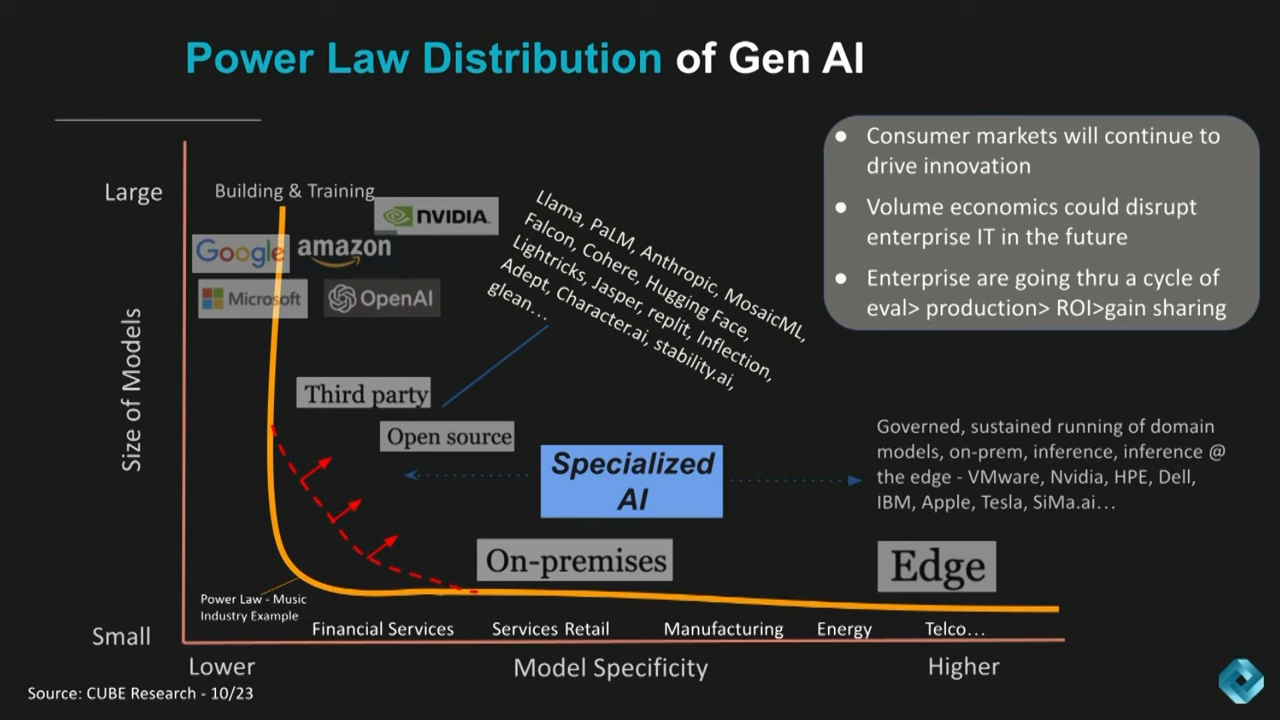 Power Law Distribution of Gen AI
Large
Building & Training
NVIDIA.
Google
amazon
Microsoft
OpenAI
Llama, PaLM, Anthropic, MosaicML,
Falcon, Cohere, Hugging Face,
Lightricks, Jasper, replit, Inflection,
Adept, Character.ai, stability.ai,
glean...
● Consumer markets will continue to
drive innovation
● Volume economics could disrupt
enterprise IT in the future
● Enterprise are going thru a cycle of
eval> production> ROI>gain sharing
Size of Models
Third party
Open source
Specialized
AI
Governed, sustained running of domain
models, on-prem, inference, inference @
the edge - VMware, Nvidia, HPE, Dell,
IBM, Apple, Tesla, SiMa.ai...
On-premises
Edge
Power Law - Music
Industry Example
Small
Financial Services
Services Retail
Manufacturing
Energy
Telco...
Lower
Model Specificity
Higher
Source: CUBE Research - 10/23